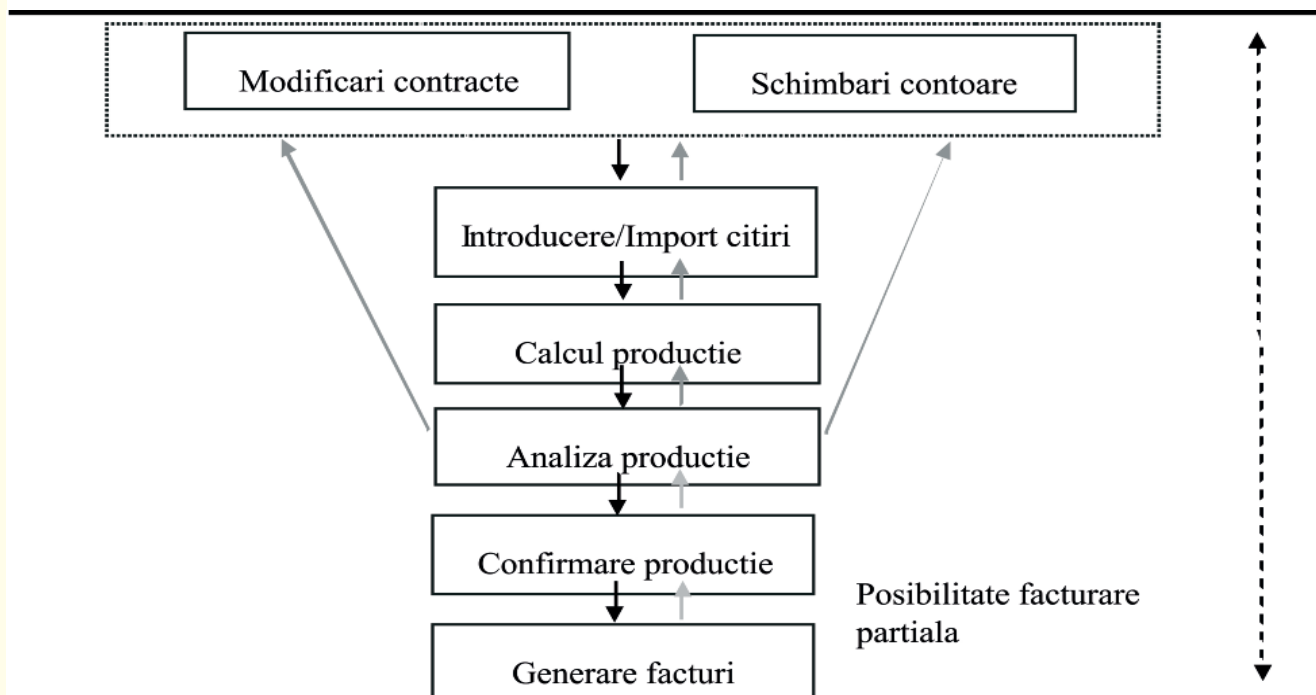 Modificari contracte
Schimbari contoare
Introducere/Import citiri
Calcul productie
Analiza productie
Confirmare productie
Posibilitate facturare
partiala
Generare facturi